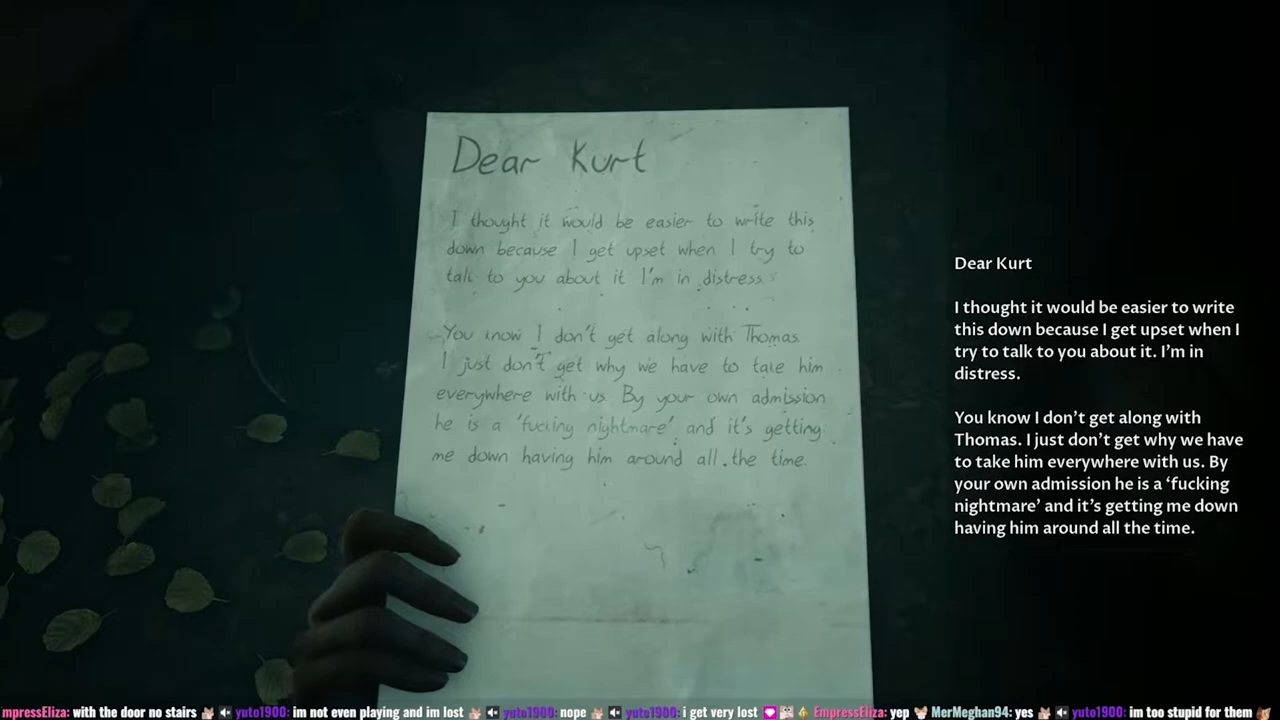 Dear Kurt
I thought it would be easier to write this
down because I get upset when I try to
talk to you about it I'm in distress
You know I don't get along with Thomas
I just don't get why we have to take him
everywhere with us. By your own admission
he is a 'fucking nightmare' and it's getting
me down having him around all the time.
Dear Kurt
I thought it would be easier to write
this down because I get upset when I
try to talk to you about it. I'm in
distress.
You know I don't get along with
Thomas. I just don't get why we have
to take him everywhere with us. By
your own admission he is a 'fucking
nightmare' and it's getting me down
having him around all the time.
mpressEliza: with the door no stairs yuto1900: im not even playing and im lost yuto1900: nope yuto1900: i get very lost EmpressEliza: yep MerMeghan94: yes yuto1900: im too stupid for them